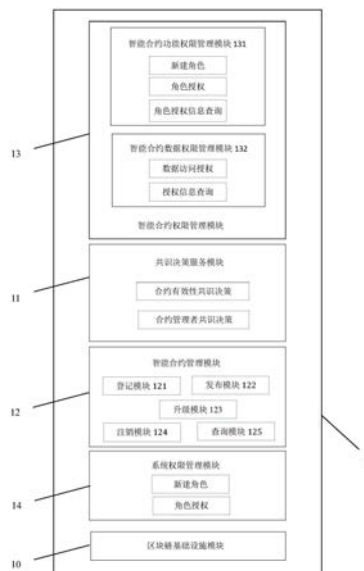 智能合约功能权限管理模块 131
新建角色
角色授权
角色授权信息查询
13
智能合约数据权限管理模块 132
数据访问授权
授权信息查询
智能合约权限管理模块
共识决策服务模块
11
合约有效性共识决策
合约管理者共识决策
智能合约管理模块
登记模块 121 发布模块 122
12
升级模块 123
注销模块 124 查询模块 125
系统权限管理模块
新建角色
14
角色授权
10
区块链基础设施模块